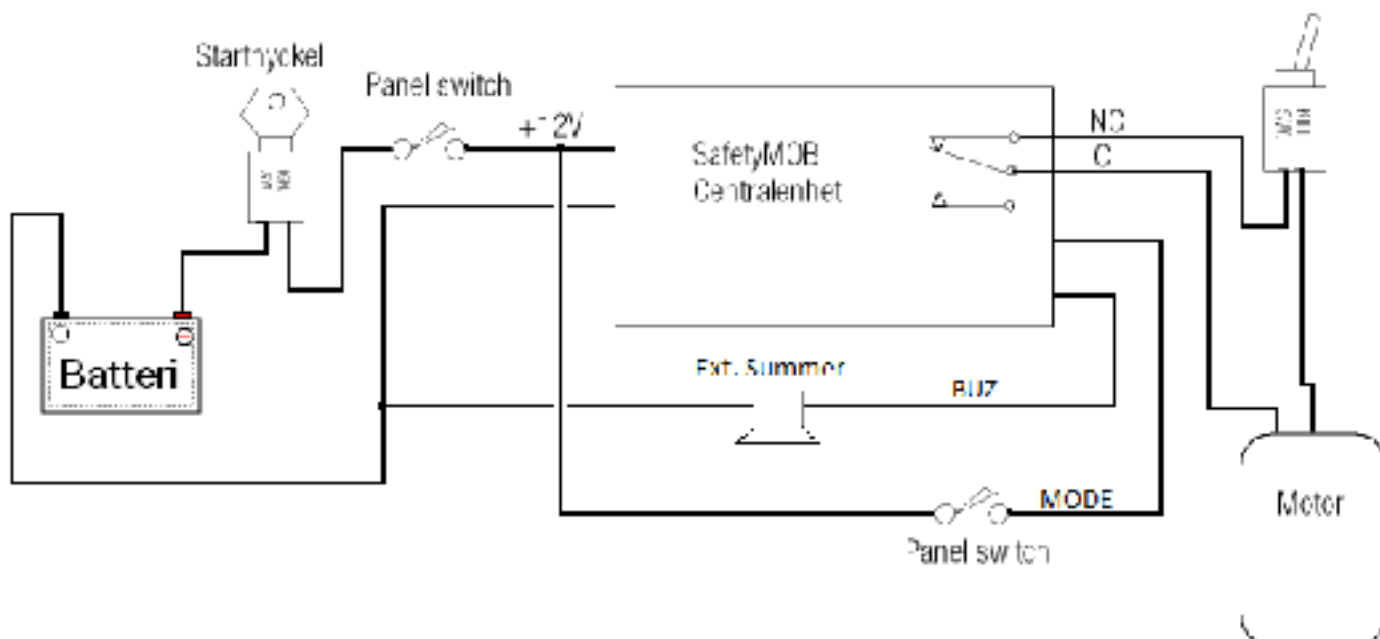 Startnyckel
Panel switch
+12V
NC
C
SafetyMOB
Centralenhet
Batteri
Ext. Summer
BUZ
MODE
Motor
Panel switch